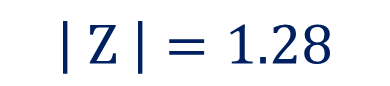 | Z | = 1.28